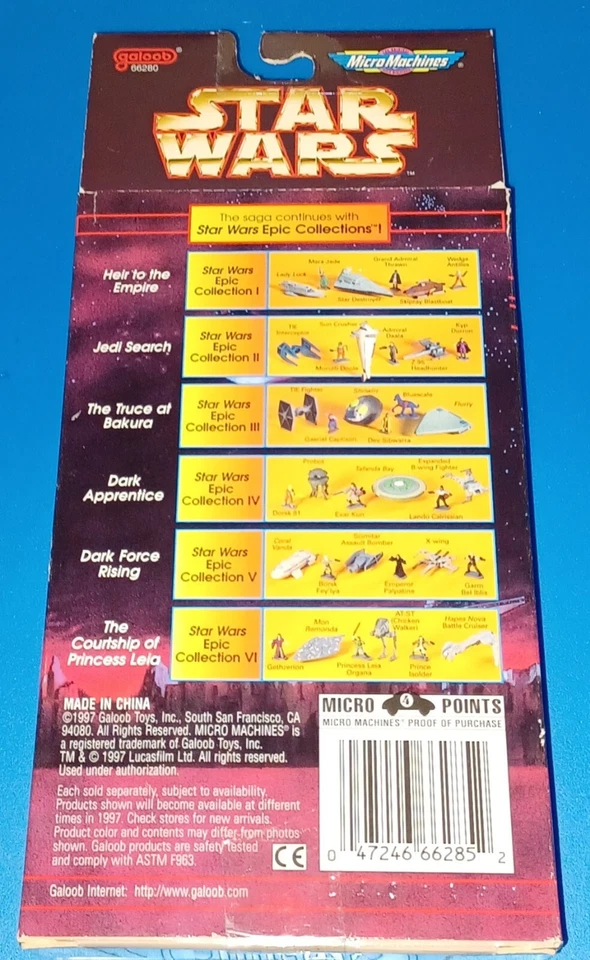 galoob®
66280
Micro Machines®
STAR
WARS™
The saga continues with
Star Wars Epic Collections™!
Heir to the
Empire
Star Wars
Epic
Collection I
Mara Jade
Grand Admiral
Thrawn
Wedge
Antilles
Lady Luck
Star Destroyer
Skipray Blastboat
Jedi Search
Star Wars
Epic
Collection II
TIE
Interceptor
Sun Crusher
Admiral
Daala
Kyp
Durron
Moruth Doole
Z-95
Headhunter
The Truce at
Bakura
Star Wars
Epic
Collection III
TIE Fighter
Bluescale
Flurry
Gaeriel Captison
Dev Sibwarra
Dark
Apprentice
Star Wars
Epic
Collection IV
Protot
Yatanda Bay
Expanded
B-wing Fighter
Dorsk 81
Exar Kun
Lando Calrissian
Dark Force
Rising
Star Wars
Epic
Collection V
Coral
Vanda
Scimitar
Assault Bomber
X-wing
Borsk
Fey'lya
Emperor
Palpatine
Garm
Bel Iblis
The
Courtship of
Princess Leia
Star Wars
Epic
Collection VI
Mon
Remonda
AT-ST
(Chicken
Walker)
Hapes Nova
Battle Cruiser
Gethzerion
Princess Leia
Organa
Prince
Isolder
MADE IN CHINA
©1997 Galoob Toys, Inc., South San Francisco, CA
94080. All Rights Reserved. MICRO MACHINES® is
a registered trademark of Galoob Toys, Inc.
TM & © 1997 Lucasfilm Ltd. All rights reserved.
Used under authorization.
Each sold separately, subject to availability.
Products shown will become available at different
times in 1997. Check stores for new arrivals.
Product color and contents may differ from photos
shown. Galoob products are safety tested
and comply with ASTM F963.
CE
Galoob Internet: http://www.galoob.com
MICRO 4 POINTS
MICRO MACHINES® PROOF OF PURCHASE
0 47246 66285 2